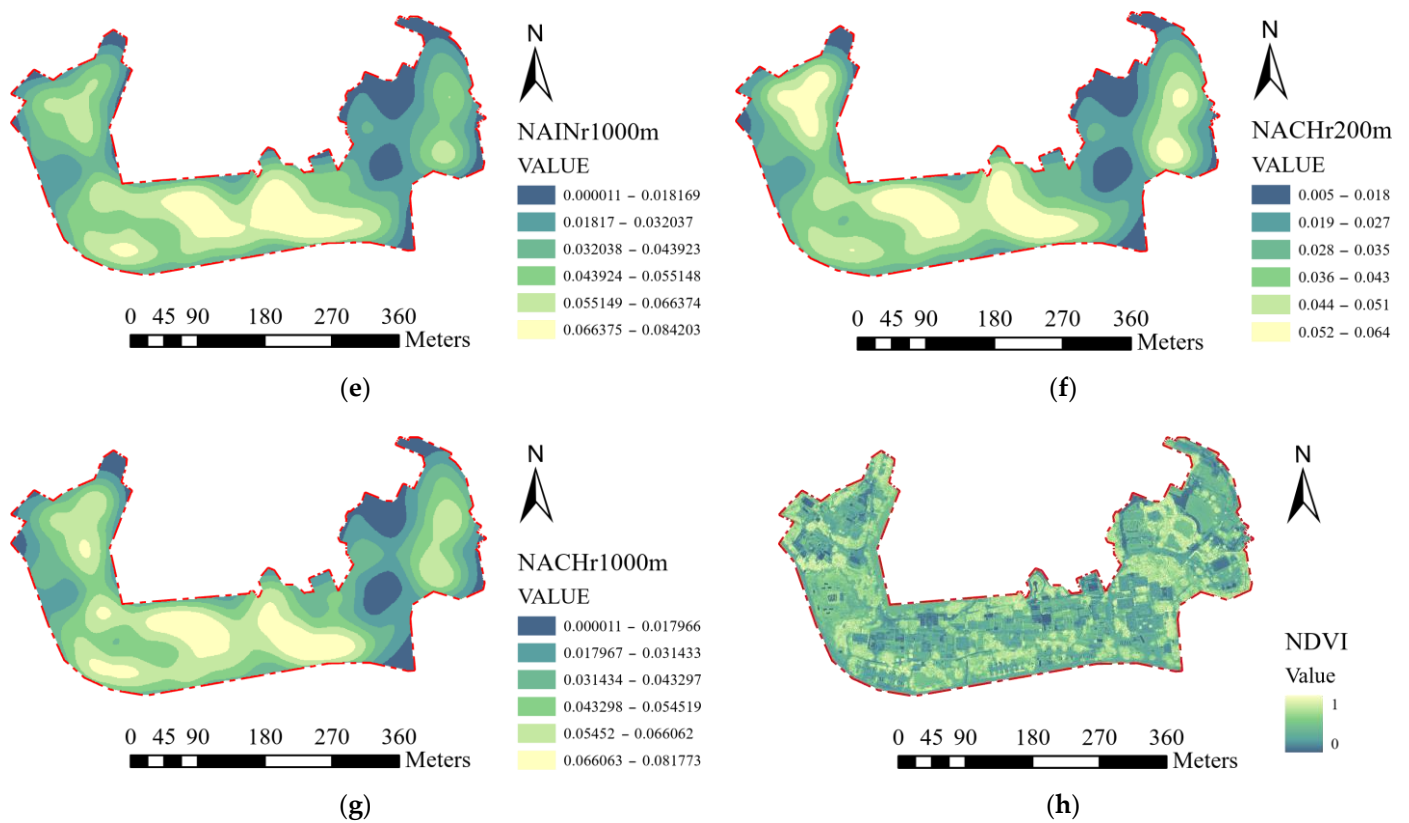 N
NAINr1000m
VALUE
0.000011 – 0.018169
0.01817 – 0.032037
0.032038 – 0.043923
0.043924 – 0.055148
0.055149 – 0.066374
0.066375 – 0.084203
0 45 90 180 270 360
Meters
(e)
N
NACHr200m
VALUE
0.005 – 0.018
0.019 – 0.027
0.028 – 0.035
0.036 – 0.043
0.044 – 0.051
0.052 – 0.064
0 45 90 180 270 360
Meters
(f)
N
NACHr1000m
VALUE
0.000011 – 0.017966
0.017967 – 0.031433
0.031434 – 0.043297
0.043298 – 0.054519
0.05452 – 0.066062
0.066063 – 0.081773
0 45 90 180 270 360
Meters
(g)
N
NDVI
Value
1
0
0 45 90 180 270 360
Meters
(h)